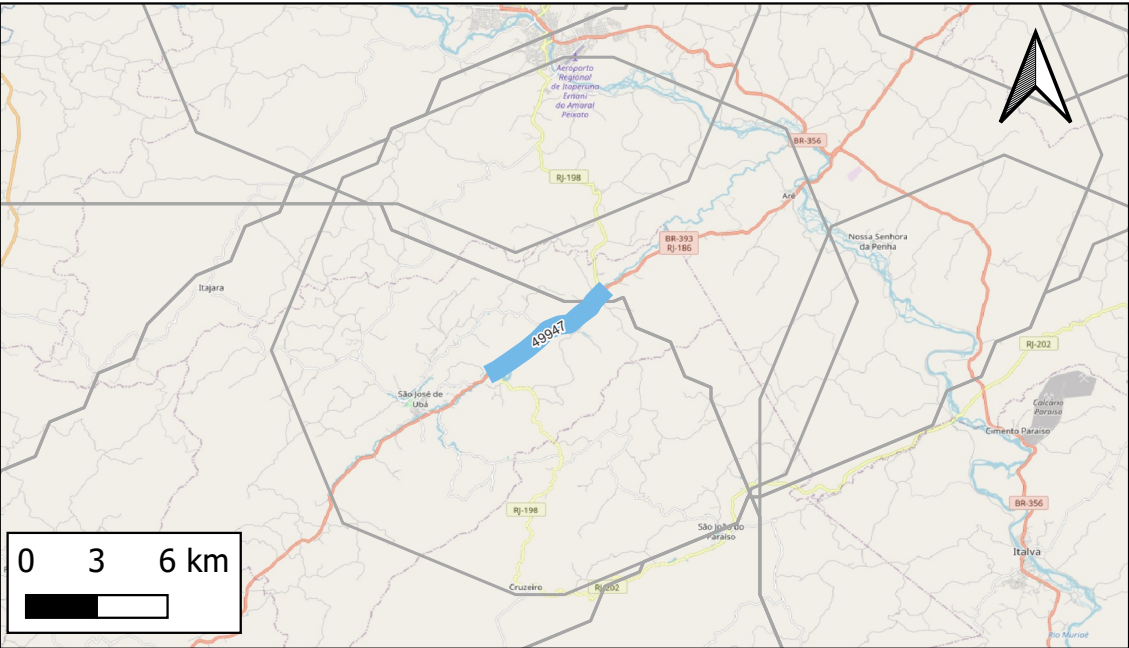 Aeroporto
Regional
de Itaperuna
Ernani
do Amaral
Peixoto
BR-356
RJ-198
Aré
BR-393
RJ-186
Nossa Senhora
da Penha
Itajara
49947
RJ-202
São José de
Ubá
Calcário
Paraíso
Cimento Paraíso
RJ-198
BR-356
São João do
Paraíso
0 3 6 km
Italva
Cruzeiro
RJ-202
Rio Muriaé